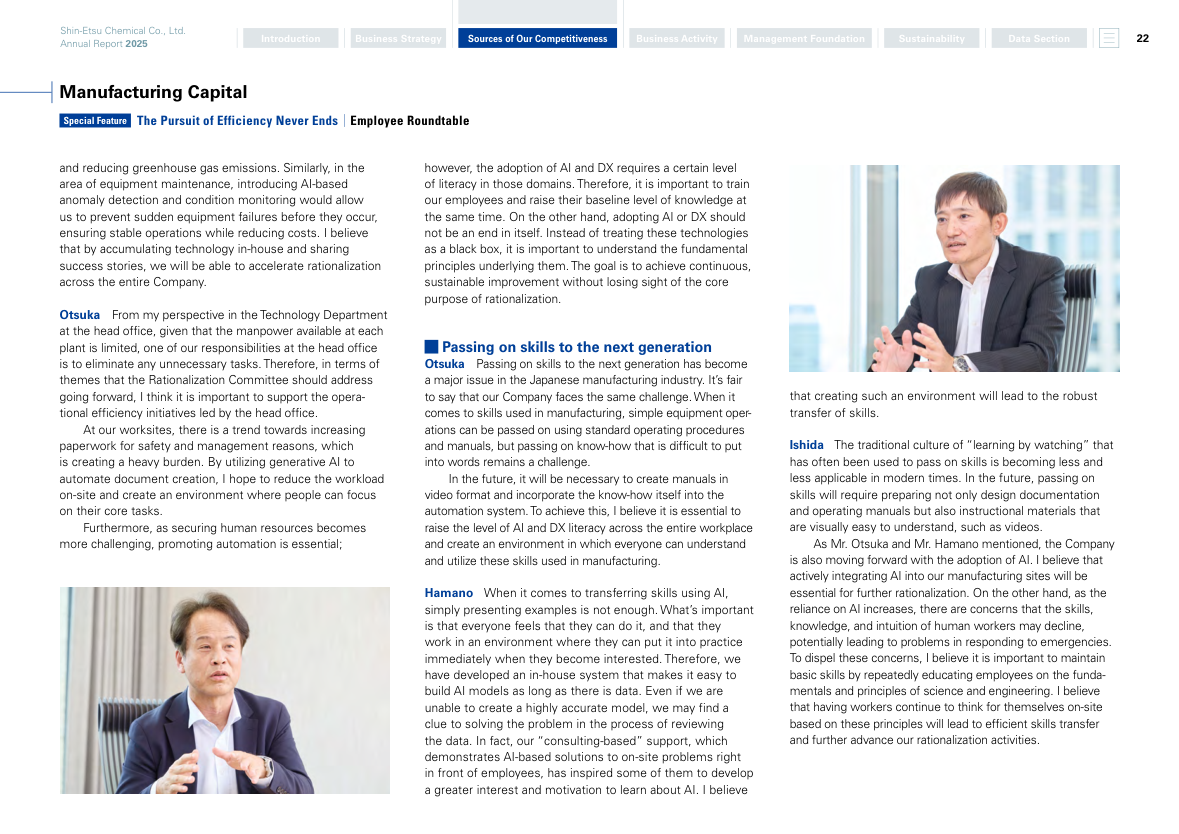 Shin-Etsu Chemical Co., Ltd.
Annual Report 2025
Introduction
Business Strategy
Sources of Our Competitiveness
Business Activity
Management Foundation
Sustainability
Data Section
22
Manufacturing Capital
Special Feature The Pursuit of Efficiency Never Ends Employee Roundtable
and reducing greenhouse gas emissions. Similarly, in the
area of equipment maintenance, introducing AI-based
anomaly detection and condition monitoring would allow
us to prevent sudden equipment failures before they occur,
ensuring stable operations while reducing costs. I believe
that by accumulating technology in-house and sharing
success stories, we will be able to accelerate rationalization
across the entire Company.
Otsuka From my perspective in the Technology Department
at the head office, given that the manpower available at each
plant is limited, one of our responsibilities at the head office
is to eliminate any unnecessary tasks. Therefore, in terms of
themes that the Rationalization Committee should address
going forward, I think it is important to support the opera-
tional efficiency initiatives led by the head office.
At our worksites, there is a trend towards increasing
paperwork for safety and management reasons, which
is creating a heavy burden. By utilizing generative AI to
automate document creation, I hope to reduce the workload
on-site and create an environment where people can focus
on their core tasks.
Furthermore, as securing human resources becomes
more challenging, promoting automation is essential;
however, the adoption of AI and DX requires a certain level
of literacy in those domains. Therefore, it is important to train
our employees and raise their baseline level of knowledge at
the same time. On the other hand, adopting AI or DX should
not be an end in itself. Instead of treating these technologies
as a black box, it is important to understand the fundamental
principles underlying them. The goal is to achieve continuous,
sustainable improvement without losing sight of the core
purpose of rationalization.
Passing on skills to the next generation
Otsuka Passing on skills to the next generation has become
a major issue in the Japanese manufacturing industry. It’s fair
to say that our Company faces the same challenge. When it
comes to skills used in manufacturing, simple equipment oper-
ations can be passed on using standard operating procedures
and manuals, but passing on know-how that is difficult to put
into words remains a challenge.
In the future, it will be necessary to create manuals in
video format and incorporate the know-how itself into the
automation system. To achieve this, I believe it is essential to
raise the level of AI and DX literacy across the entire workplace
and create an environment in which everyone can understand
and utilize these skills used in manufacturing.
Hamano When it comes to transferring skills using AI,
simply presenting examples is not enough. What’s important
is that everyone feels that they can do it, and that they
work in an environment where they can put it into practice
immediately when they become interested. Therefore, we
have developed an in-house system that makes it easy to
build AI models as long as there is data. Even if we are
unable to create a highly accurate model, we may find a
clue to solving the problem in the process of reviewing
the data. In fact, our “consulting-based” support, which
demonstrates AI-based solutions to on-site problems right
in front of employees, has inspired some of them to develop
a greater interest and motivation to learn about AI. I believe
that creating such an environment will lead to the robust
transfer of skills.
Ishida The traditional culture of “learning by watching” that
has often been used to pass on skills is becoming less and
less applicable in modern times. In the future, passing on
skills will require preparing not only design documentation
and operating manuals but also instructional materials that
are visually easy to understand, such as videos.
As Mr. Otsuka and Mr. Hamano mentioned, the Company
is also moving forward with the adoption of AI. I believe that
actively integrating AI into our manufacturing sites will be
essential for further rationalization. On the other hand, as the
reliance on AI increases, there are concerns that the skills,
knowledge, and intuition of human workers may decline,
potentially leading to problems in responding to emergencies.
To dispel these concerns, I believe it is important to maintain
basic skills by repeatedly educating employees on the funda-
mentals and principles of science and engineering. I believe
that having workers continue to think for themselves on-site
based on these principles will lead to efficient skills transfer
and further advance our rationalization activities.